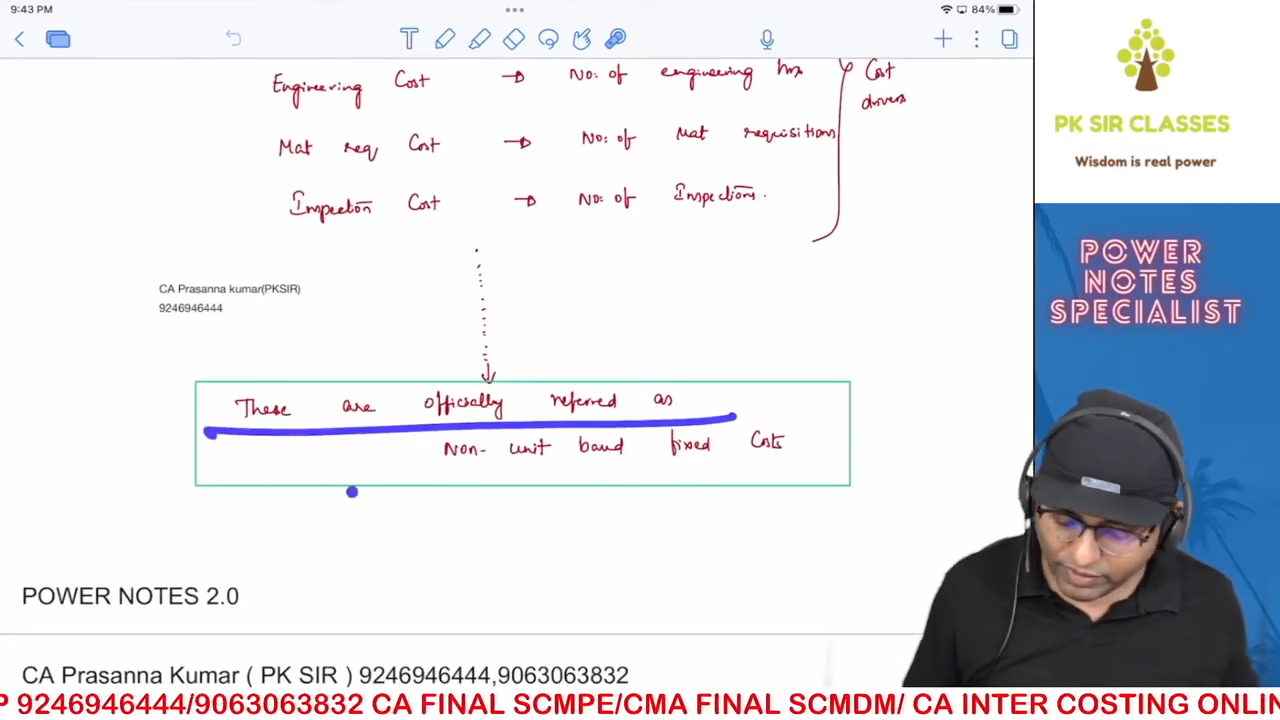 9:43 PM
84%
Engineering Cost → No: of engineering hrs
Cost drivers
Mat req Cost → No: of Mat requisitions
Inspection Cost → No: of Inspections.
CA Prasanna kumar(PKSIR)
9246946444
These are officially referred as
Non- unit based fixed Costs
POWER NOTES 2.0
CA Prasanna Kumar ( PK SIR ) 9246946444,9063063832
PK SIR CLASSES
Wisdom is real power
POWER
NOTES
SPECIALIST
P 9246946444/9063063832 CA FINAL SCMPE/CMA FINAL SCMDM/ CA INTER COSTING ONLIN